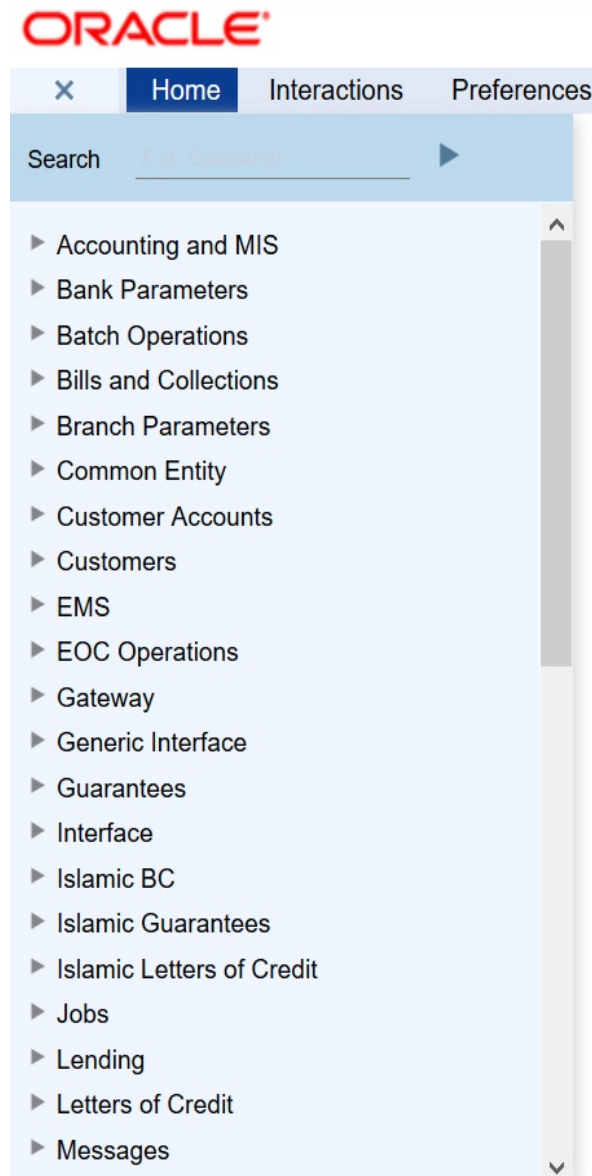 ORACLE
Home Interactions Preferences
Search E.g. Customer
Accounting and MIS
Bank Parameters
Batch Operations
Bills and Collections
Branch Parameters
Common Entity
Customer Accounts
Customers
EMS
EOC Operations
Gateway
Generic Interface
Guarantees
Interface
Islamic BC
Islamic Guarantees
Islamic Letters of Credit
Jobs
Lending
Letters of Credit
Messages